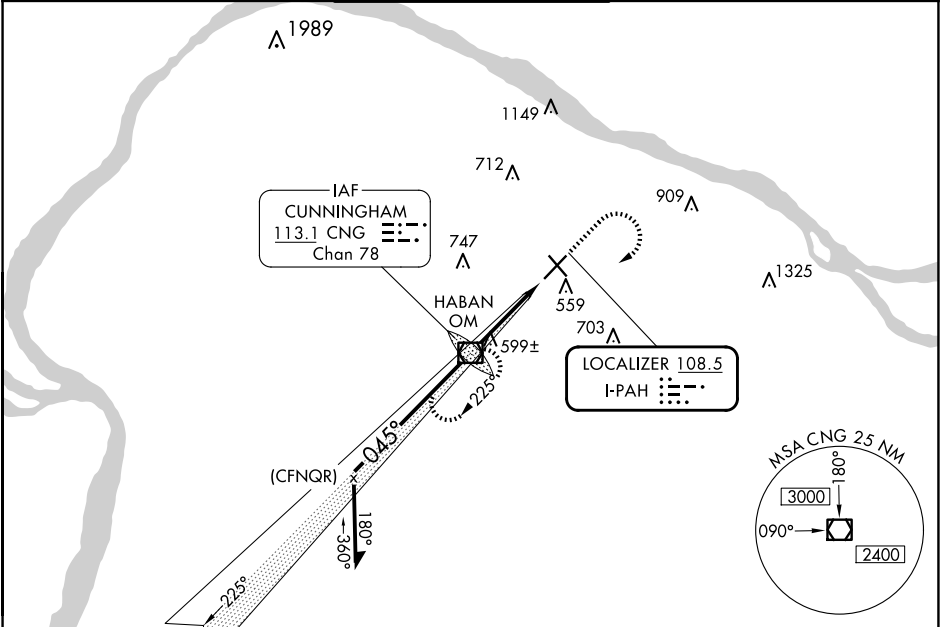 1989
1149
712
909
IAF
CUNNINGHAM
113.1 CNG
Chan 78
747
1325
HABAN
OM
559
599±
703
LOCALIZER 108.5
I-PAH
225°
045°
(CFNQR)
180°
360°
225°
MSA CNG 25 NM
180°
3000
090°
2400